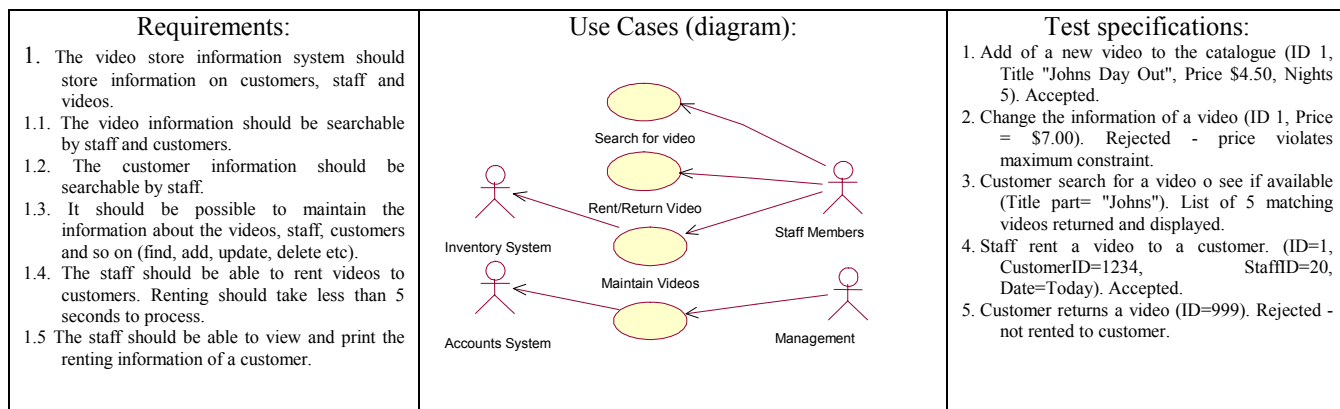 Requirements:
1. The video store information system should
store information on customers, staff and
videos.
1.1. The video information should be searchable
by staff and customers.
1.2. The customer information should be
searchable by staff.
1.3. It should be possible to maintain the
information about the videos, staff, customers
and so on (find, add, update, delete etc).
1.4. The staff should be able to rent videos to
customers. Renting should take less than 5
seconds to process.
1.5 The staff should be able to view and print the
renting information of a customer.
Use Cases (diagram):
Search for video
Rent/Return Video
Inventory System
Staff Members
Maintain Videos
Accounts System
Management
Test specifications:
1. Add of a new video to the catalogue (ID 1,
Title "Johns Day Out", Price $4.50, Nights
5). Accepted.
2. Change the information of a video (ID 1, Price
= $7.00). Rejected - price violates
maximum constraint.
3. Customer search for a video o see if available
(Title part= "Johns"). List of 5 matching
videos returned and displayed.
4. Staff rent a video to a customer. (ID=1,
CustomerID=1234, StaffID=20,
Date=Today). Accepted.
5. Customer returns a video (ID=999). Rejected -
not rented to customer.